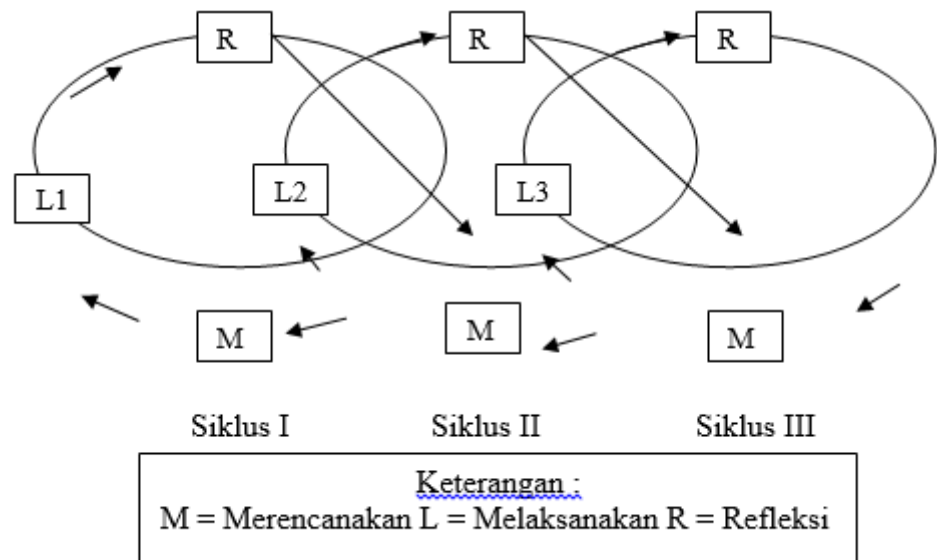 R R R
L1 L2 L3
M M M
Siklus I Siklus II Siklus III
Keterangan :
M = Merencanakan L = Melaksanakan R = Refleksi